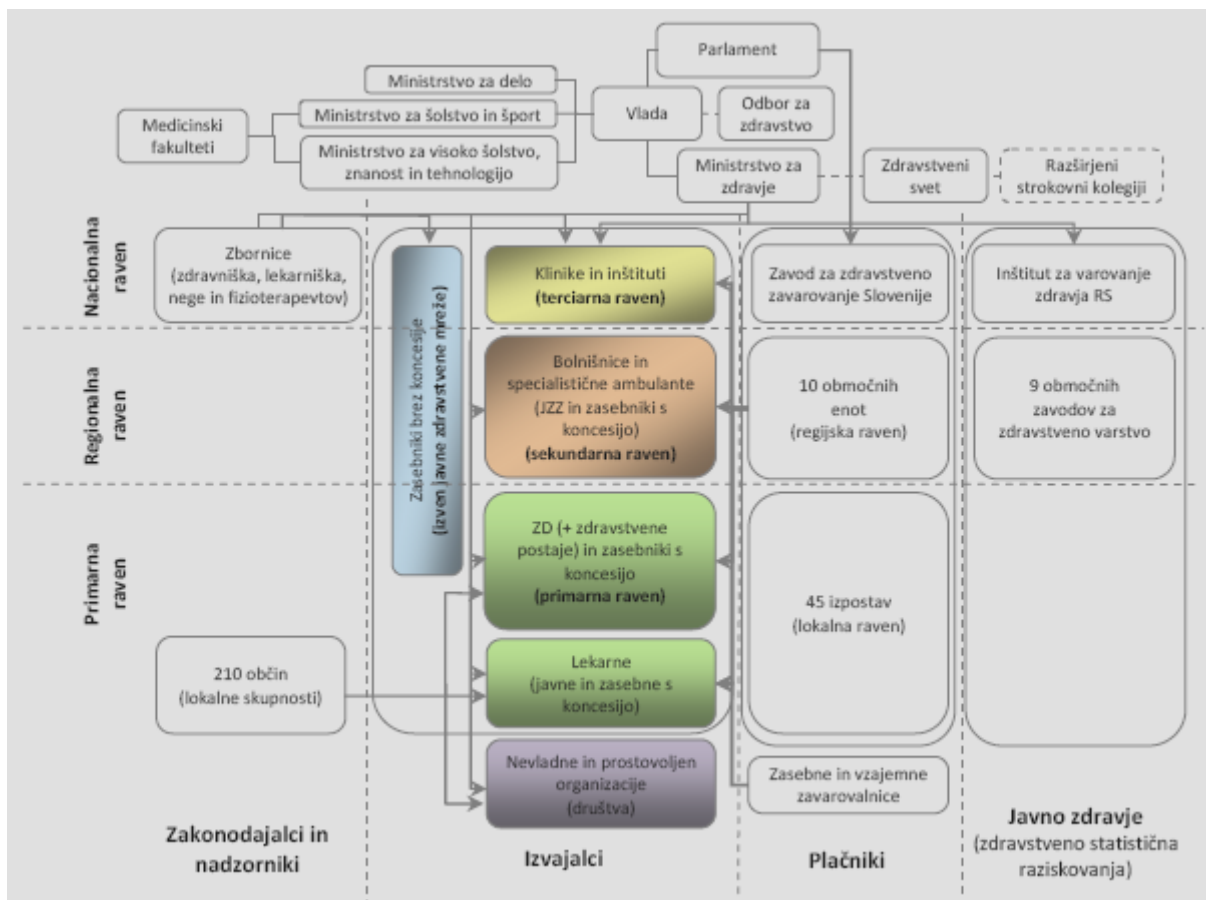 Parlament
Ministrstvo za delo
Ministrstvo za šolstvo in šport
Vlada
Odbor za
zdravstvo
Medicinski
fakulteti
Ministrstvo za visoko šolstvo,
znanost in tehnologijo
Ministrstvo za
zdravje
Zdravstveni
svet
Razširjeni
strokovni kolegiji
Nacionalna
raven
Zbornice
(zdravniška, lekarniška,
nege in fizioterapevtov)
Zasebniki brez koncesije
(izven javne zdravstvene mreže)
Klinike in inštituti
(terciarna raven)
Zavod za zdravstveno
zavarovanje Slovenije
Inštitut za varovanje
zdravja RS
Regionalna
raven
Bolnišnice in
specialistične ambulante
(JZZ in zasebniki s
koncesijo)
(sekundarna raven)
10 območnih
enot
(regijska raven)
9 območnih
zavodov za
zdravstveno varstvo
Primarna
raven
ZD (+ zdravstvene
postaje) in zasebniki s
koncesijo
(primarna raven)
45 izpostav
(lokalna raven)
210 občin
(lokalne skupnosti)
Lekarne
(javne in zasebne s
koncesijo)
Nevladne in prostovoljen
organizacije
(društva)
Zasebne in vzajemne
zavarovalnice
Zakonodajalci in
nadzorniki
Izvajalci
Plačniki
Javno zdravje
(zdravstveno statistična
raziskovanja)